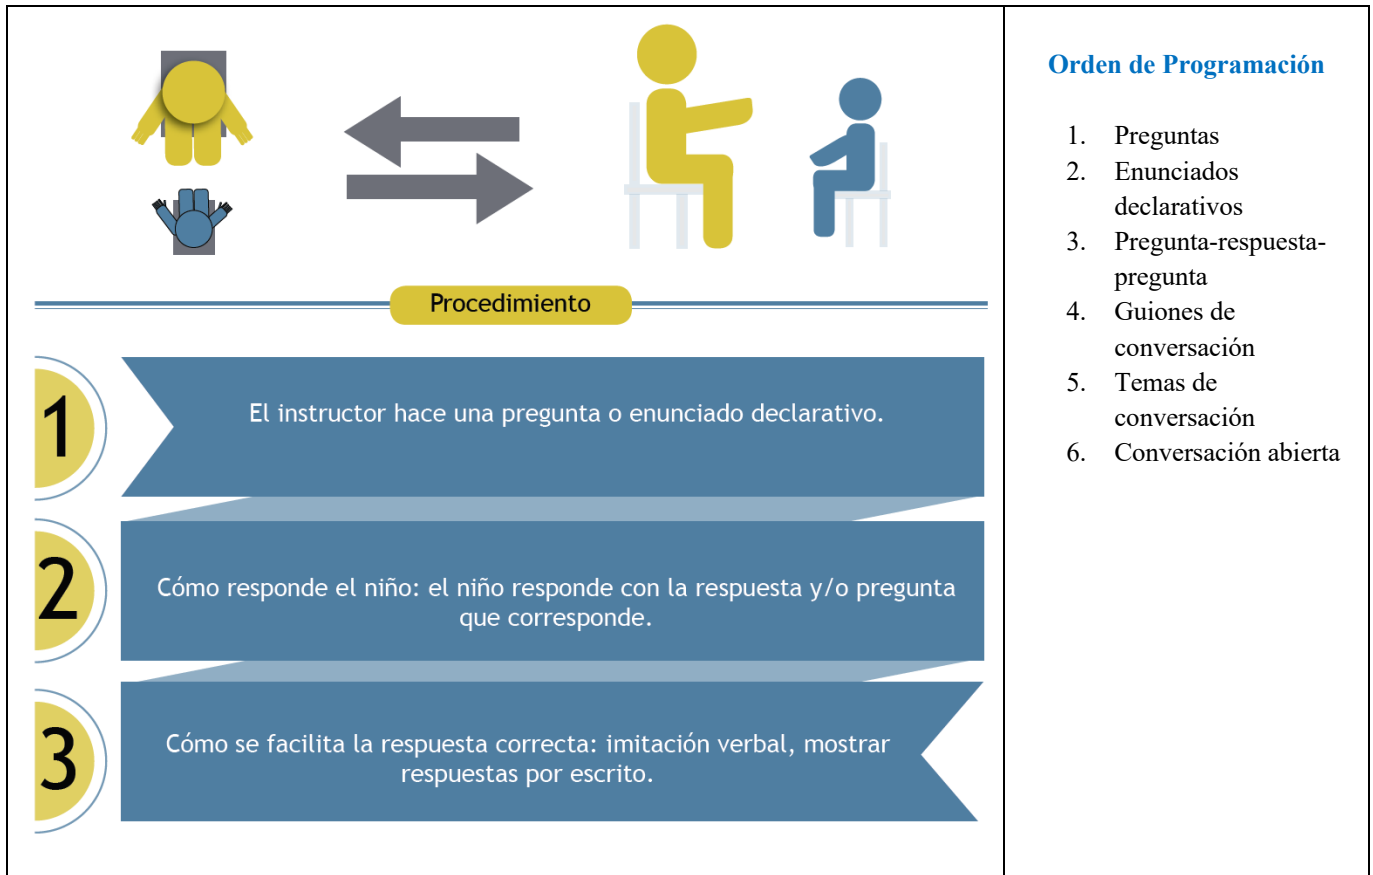 Procedimiento
1
El instructor hace una pregunta o enunciado declarativo.
2
Cómo responde el niño: el niño responde con la respuesta y/o pregunta
que corresponde.
3
Cómo se facilita la respuesta correcta: imitación verbal, mostrar
respuestas por escrito.
Orden de Programación
1. Preguntas
2. Enunciados
declarativos
3. Pregunta-respuesta-
pregunta
4. Guiones de
conversación
5. Temas de
conversación
6. Conversación abierta